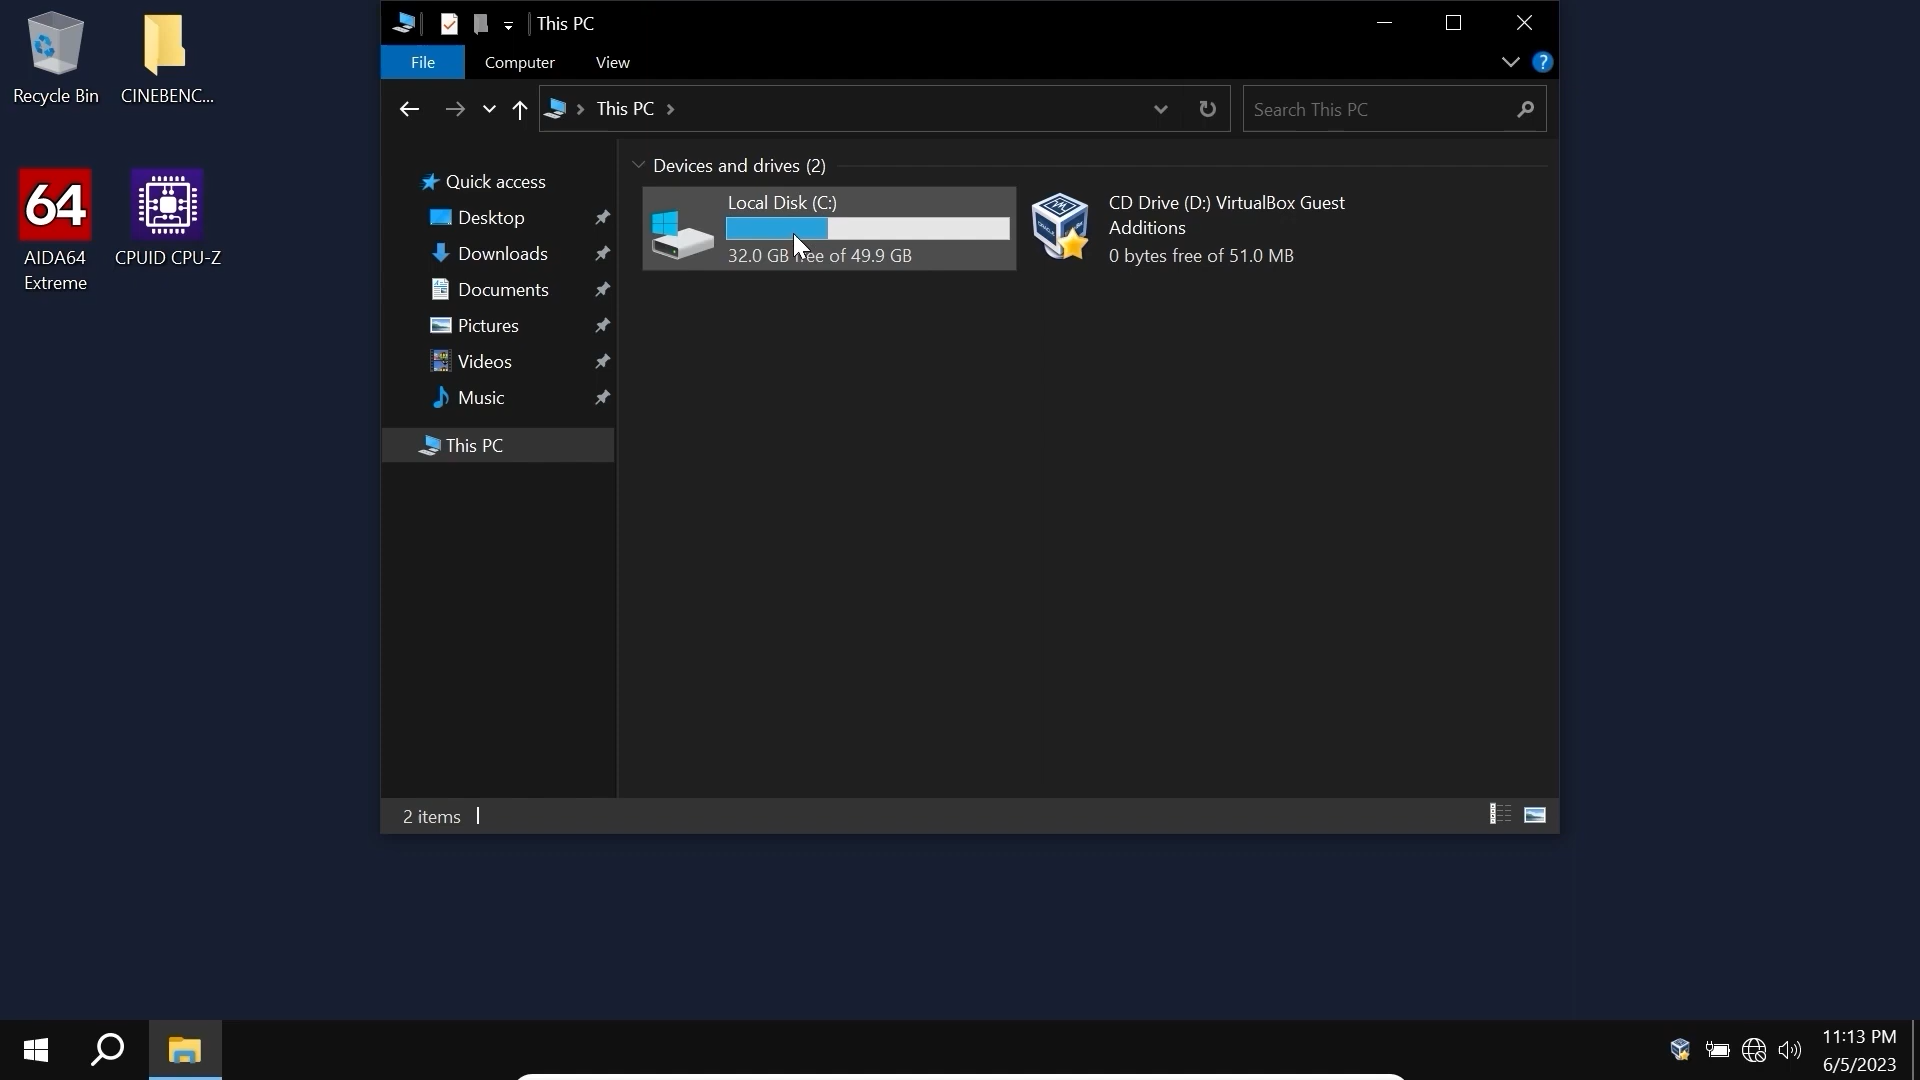 Recycle Bin
CINEBENC...
64
AIDA64
Extreme
CPUID CPU-Z
This PC
File
Computer
View
?
This PC
Search This PC
Quick access
Desktop
Downloads
Documents
Pictures
Videos
Music
This PC
Devices and drives (2)
Local Disk (C:)
32.0 GB free of 49.9 GB
CD Drive (D:) VirtualBox Guest
Additions
0 bytes free of 51.0 MB
2 items
11:13 PM
6/5/2023